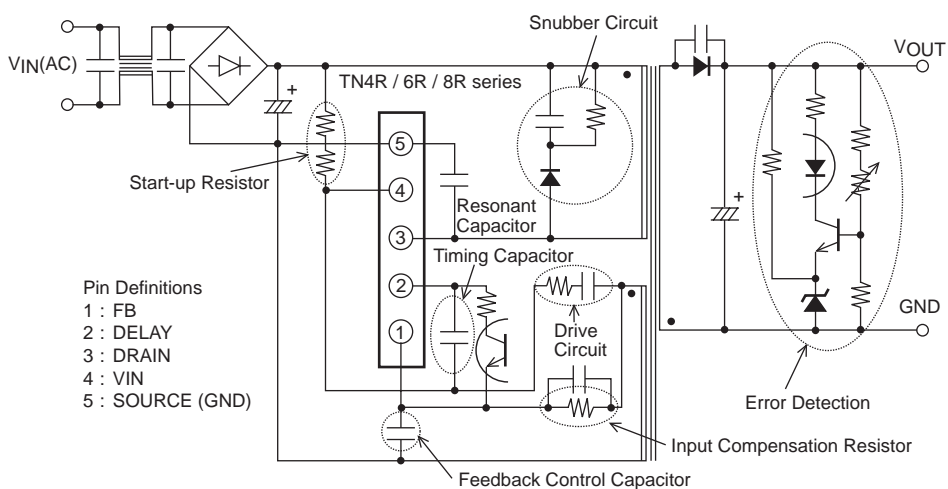 Snubber Circuit
VOUT
VIN(AC)
TN4R / 6R / 8R series
+
5
Start-up Resistor
4
Resonant
Capacitor
+
3
Timing Capacitor
Pin Definitions
1 : FB
2 : DELAY
3 : DRAIN
4 : VIN
5 : SOURCE (GND)
2
GND
Drive
Circuit
1
Error Detection
Input Compensation Resistor
Feedback Control Capacitor